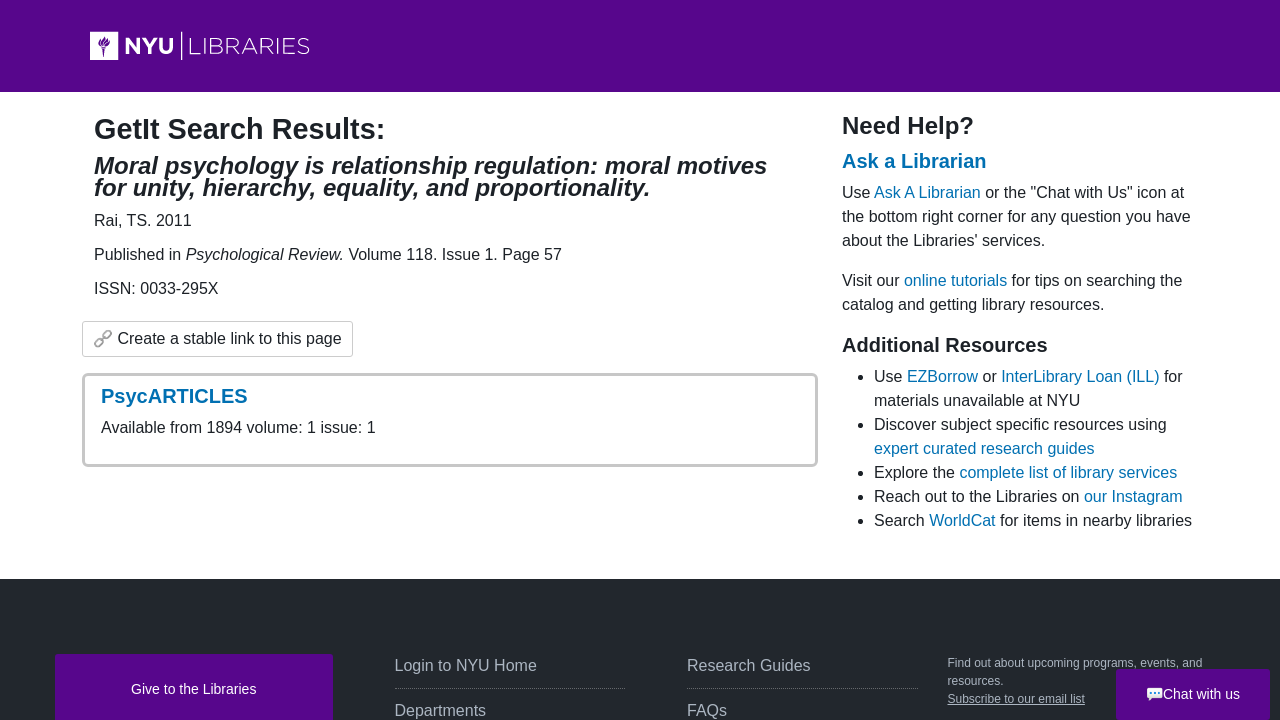 NYU LIBRARIES
GetIt Search Results:
Moral psychology is relationship regulation: moral motives
for unity, hierarchy, equality, and proportionality.
Rai, TS. 2011
Published in Psychological Review. Volume 118. Issue 1. Page 57
ISSN: 0033-295X
Create a stable link to this page
PsycARTICLES
Available from 1894 volume: 1 issue: 1
Need Help?
Ask a Librarian
Use Ask A Librarian or the "Chat with Us" icon at
the bottom right corner for any question you have
about the Libraries' services.
Visit our online tutorials for tips on searching the
catalog and getting library resources.
Additional Resources
Use EZBorrow or InterLibrary Loan (ILL) for
materials unavailable at NYU
Discover subject specific resources using
expert curated research guides
Explore the complete list of library services
Reach out to the Libraries on our Instagram
Search WorldCat for items in nearby libraries
Give to the Libraries
Login to NYU Home
Departments
Research Guides
FAQs
Find out about upcoming programs, events, and
resources.
Subscribe to our email list
Chat with us